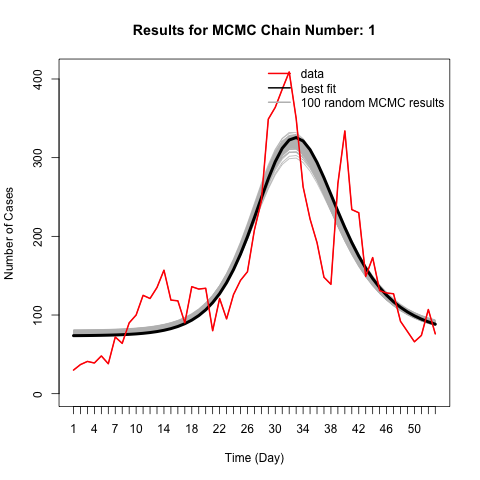 Results for MCMC Chain Number: 1
data
best fit
100 random MCMC results
Number of Cases
400
300
200
100
0
1 4 7 10 14 18 22 26 30 34 38 42 46 50
Time (Day)